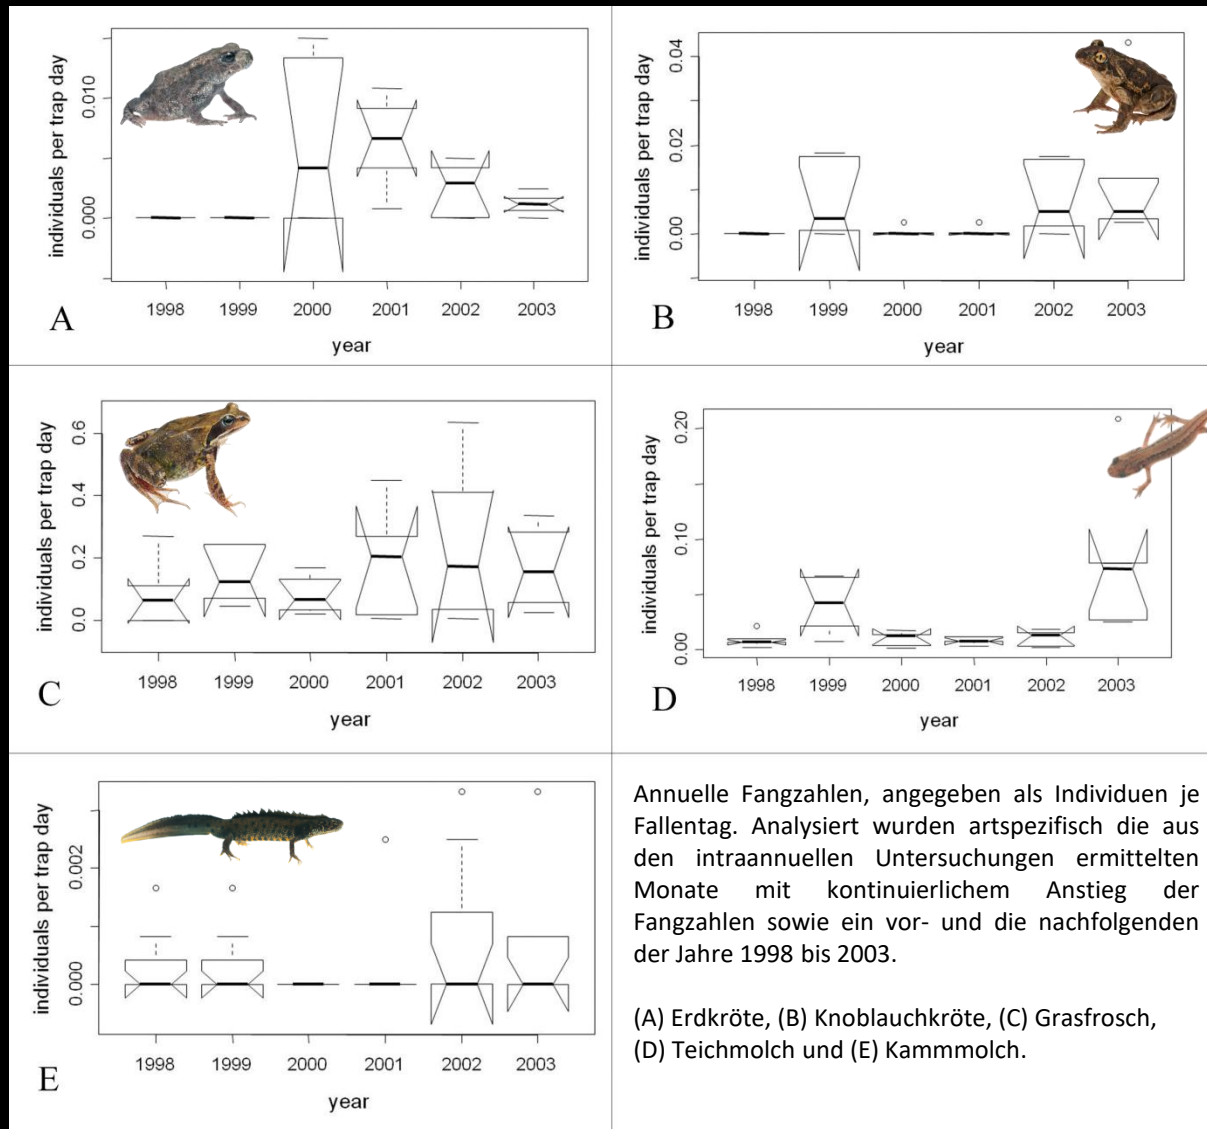 individuals per trap day
0.010
0.000
1998 1999 2000 2001 2002 2003
year
A
individuals per trap day
0.04
0.02
0.00
1998 1999 2000 2001 2002 2003
year
B
individuals per trap day
0.6
0.4
0.2
0.0
1998 1999 2000 2001 2002 2003
year
C
individuals per trap day
0.20
0.10
0.00
1998 1999 2000 2001 2002 2003
year
D
individuals per trap day
0.002
0.000
1998 1999 2000 2001 2002 2003
year
E
Annuelle Fangzahlen, angegeben als Individuen je
Fallentag. Analysiert wurden artspezifisch die aus
den intraannuellen Untersuchungen ermittelten
Monate mit kontinuierlichem Anstieg der
Fangzahlen sowie ein vor- und die nachfolgenden
der Jahre 1998 bis 2003.
(A) Erdkröte, (B) Knoblauchkröte, (C) Grasfrosch,
(D) Teichmolch und (E) Kammmolch.